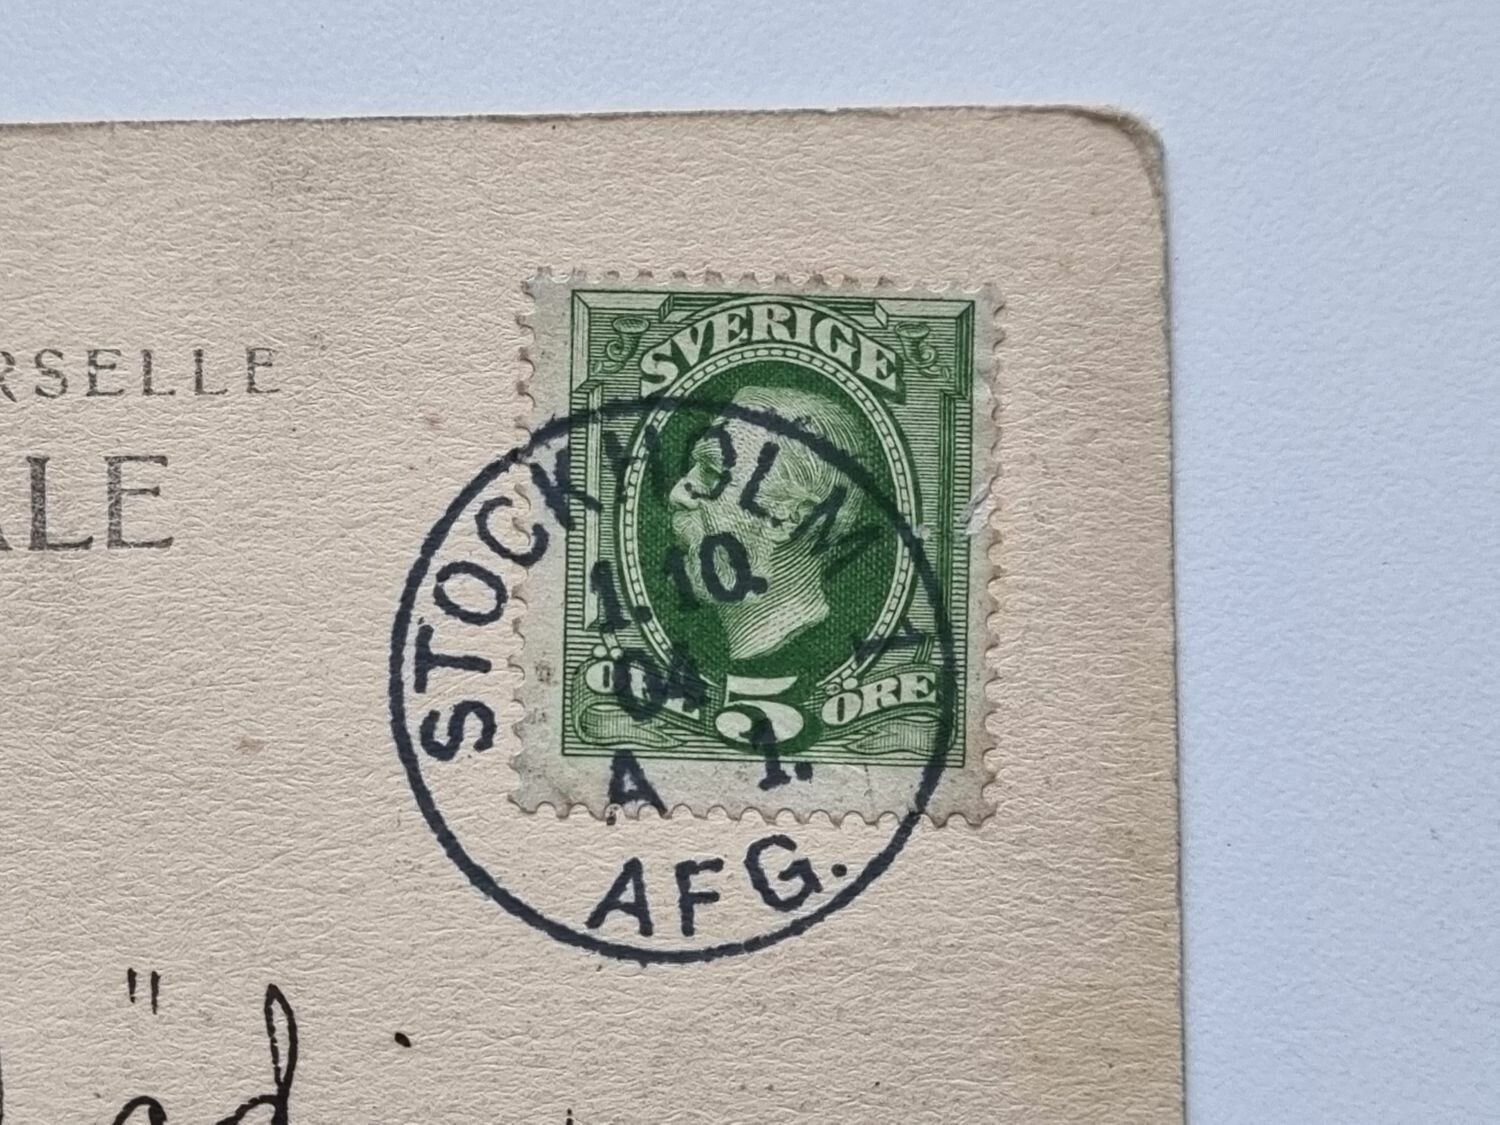 RSELLE
ALE
SVERIGE
STOCKHOLM 1
1.10.
04
ÖRE 5 ÖRE
A 1.
AFG.